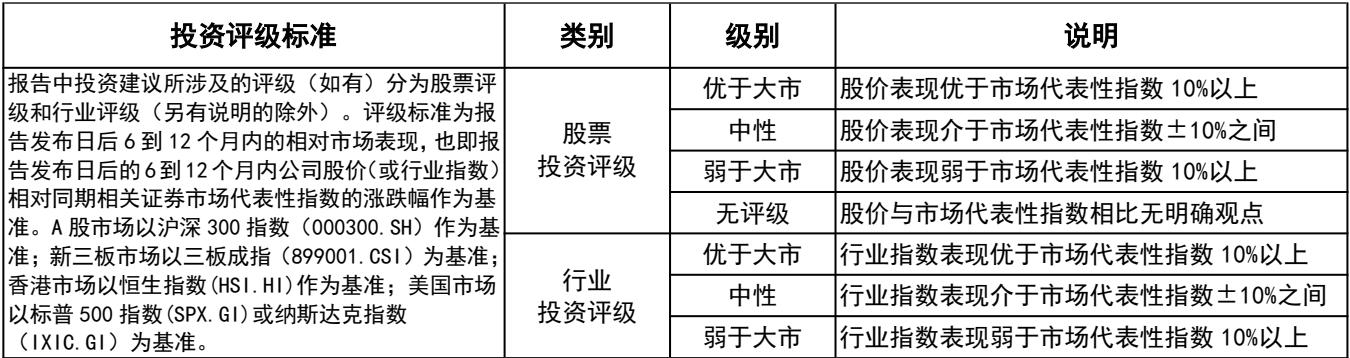 投资评级标准 类别 级别 说明
报告中投资建议所涉及的评级（如有）分为股票评
级和行业评级（另有说明的除外）。评级标准为报
告发布日后 6 到 12 个月内的相对市场表现，也即报
告发布日后的 6 到 12 个月内公司股价（或行业指数）
相对同期相关证券市场代表性指数的涨跌幅作为基
准。A 股市场以沪深 300 指数（000300.SH）作为基
准；新三板市场以三板成指（899001.CSI）为基准；
香港市场以恒生指数(HSI.HI)作为基准；美国市场
以标普 500 指数(SPX.GI)或纳斯达克指数
（IXIC.GI）为基准。
股票
投资评级
优于大市 股价表现优于市场代表性指数 10%以上
中性 股价表现介于市场代表性指数±10%之间
弱于大市 股价表现弱于市场代表性指数 10%以上
无评级 股价与市场代表性指数相比无明确观点
行业
投资评级
优于大市 行业指数表现优于市场代表性指数 10%以上
中性 行业指数表现介于市场代表性指数±10%之间
弱于大市 行业指数表现弱于市场代表性指数 10%以上